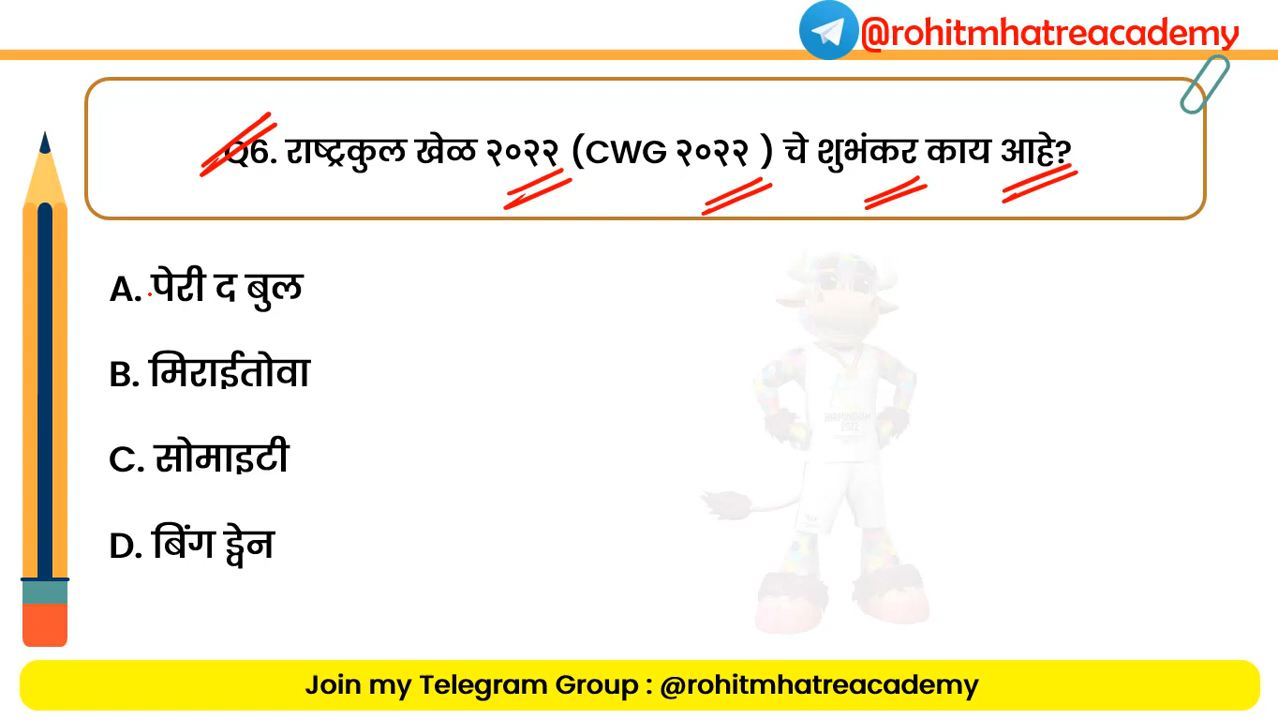 @rohitmhatreacademy
Q6. राष्ट्रकुल खेळ २०२२ (CWG २०२२ ) चे शुभंकर काय आहे?
A. पेरी द बुल
B. मिराईतोवा
C. सोमाइटी
D. बिंग ड्वेन
Join my Telegram Group : @rohitmhatreacademy